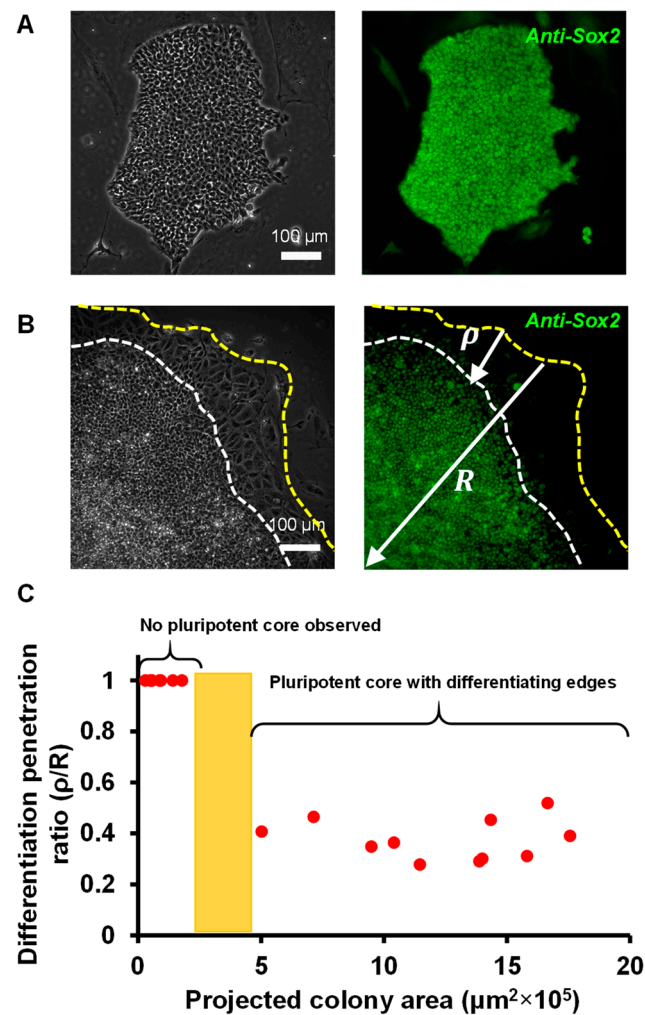 A
Anti-Sox2
100 µm
B
Anti-Sox2
ρ
R
100 µm
C
No pluripotent core observed
Pluripotent core with differentiating edges
Differentiation penetration
ratio (ρ/R)
1
0.8
0.6
0.4
0.2
0
0 5 10 15 20
Projected colony area (µm²×10⁵)